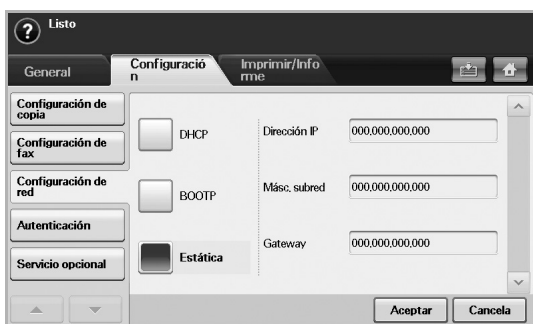 ? Listo
General
Configuració
n
Imprimir/Info
rme
Configuración de
copia
Configuración de
fax
Configuración de
red
Autenticación
Servicio opcional
DHCP
BOOTP
Estática
Dirección IP
000,000,000,000
Másc. subred
000,000,000,000
Gateway
000,000,000,000
Aceptar
Cancela